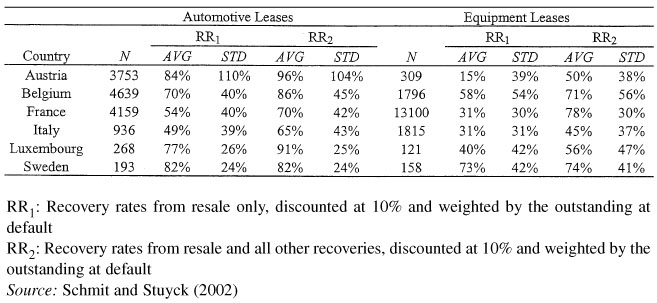 Automotive Leases Equipment Leases
RR1 RR2 RR1 RR2
Country N AVG STD AVG STD N AVG STD AVG STD
Austria 3753 84% 110% 96% 104% 309 15% 39% 50% 38%
Belgium 4639 70% 40% 86% 45% 1796 58% 54% 71% 56%
France 4159 54% 40% 70% 42% 13100 31% 30% 78% 30%
Italy 936 49% 39% 65% 43% 1815 31% 31% 45% 37%
Luxembourg 268 77% 26% 91% 25% 121 40% 42% 56% 47%
Sweden 193 82% 24% 82% 24% 158 73% 42% 74% 41%
RR1: Recovery rates from resale only, discounted at 10% and weighted by the outstanding at
default
RR2: Recovery rates from resale and all other recoveries, discounted at 10% and weighted by the
outstanding at default
Source: Schmit and Stuyck (2002)